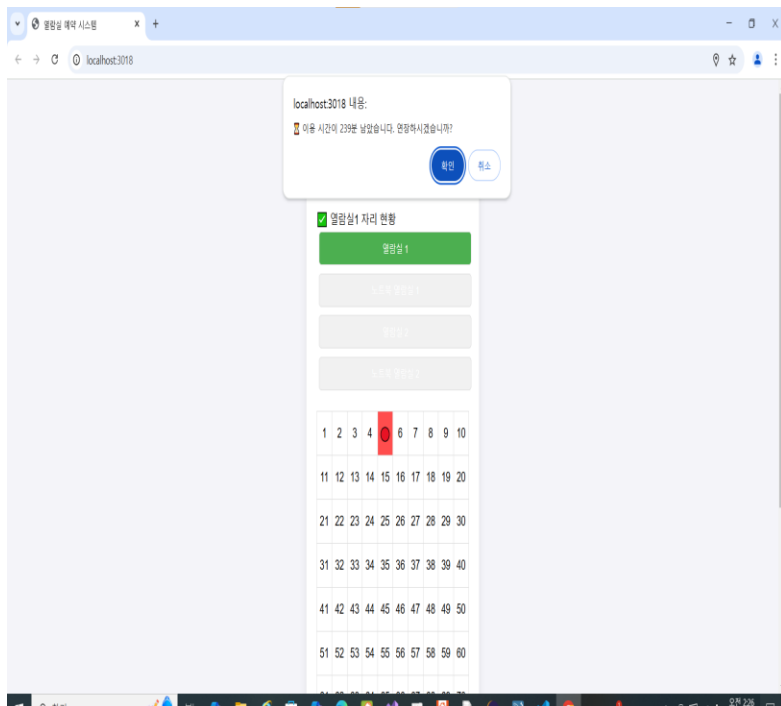 열람실 예약 시스템
localhost:3018
localhost:3018 내용:
⏳ 이용 시간이 239분 남았습니다. 연장하시겠습니까?
확인 취소
✅ 열람실1 자리 현황
열람실 1
1 2 3 4 6 7 8 9 10
11 12 13 14 15 16 17 18 19 20
21 22 23 24 25 26 27 28 29 30
31 32 33 34 35 36 37 38 39 40
41 42 43 44 45 46 47 48 49 50
51 52 53 54 55 56 57 58 59 60
오전 2:26